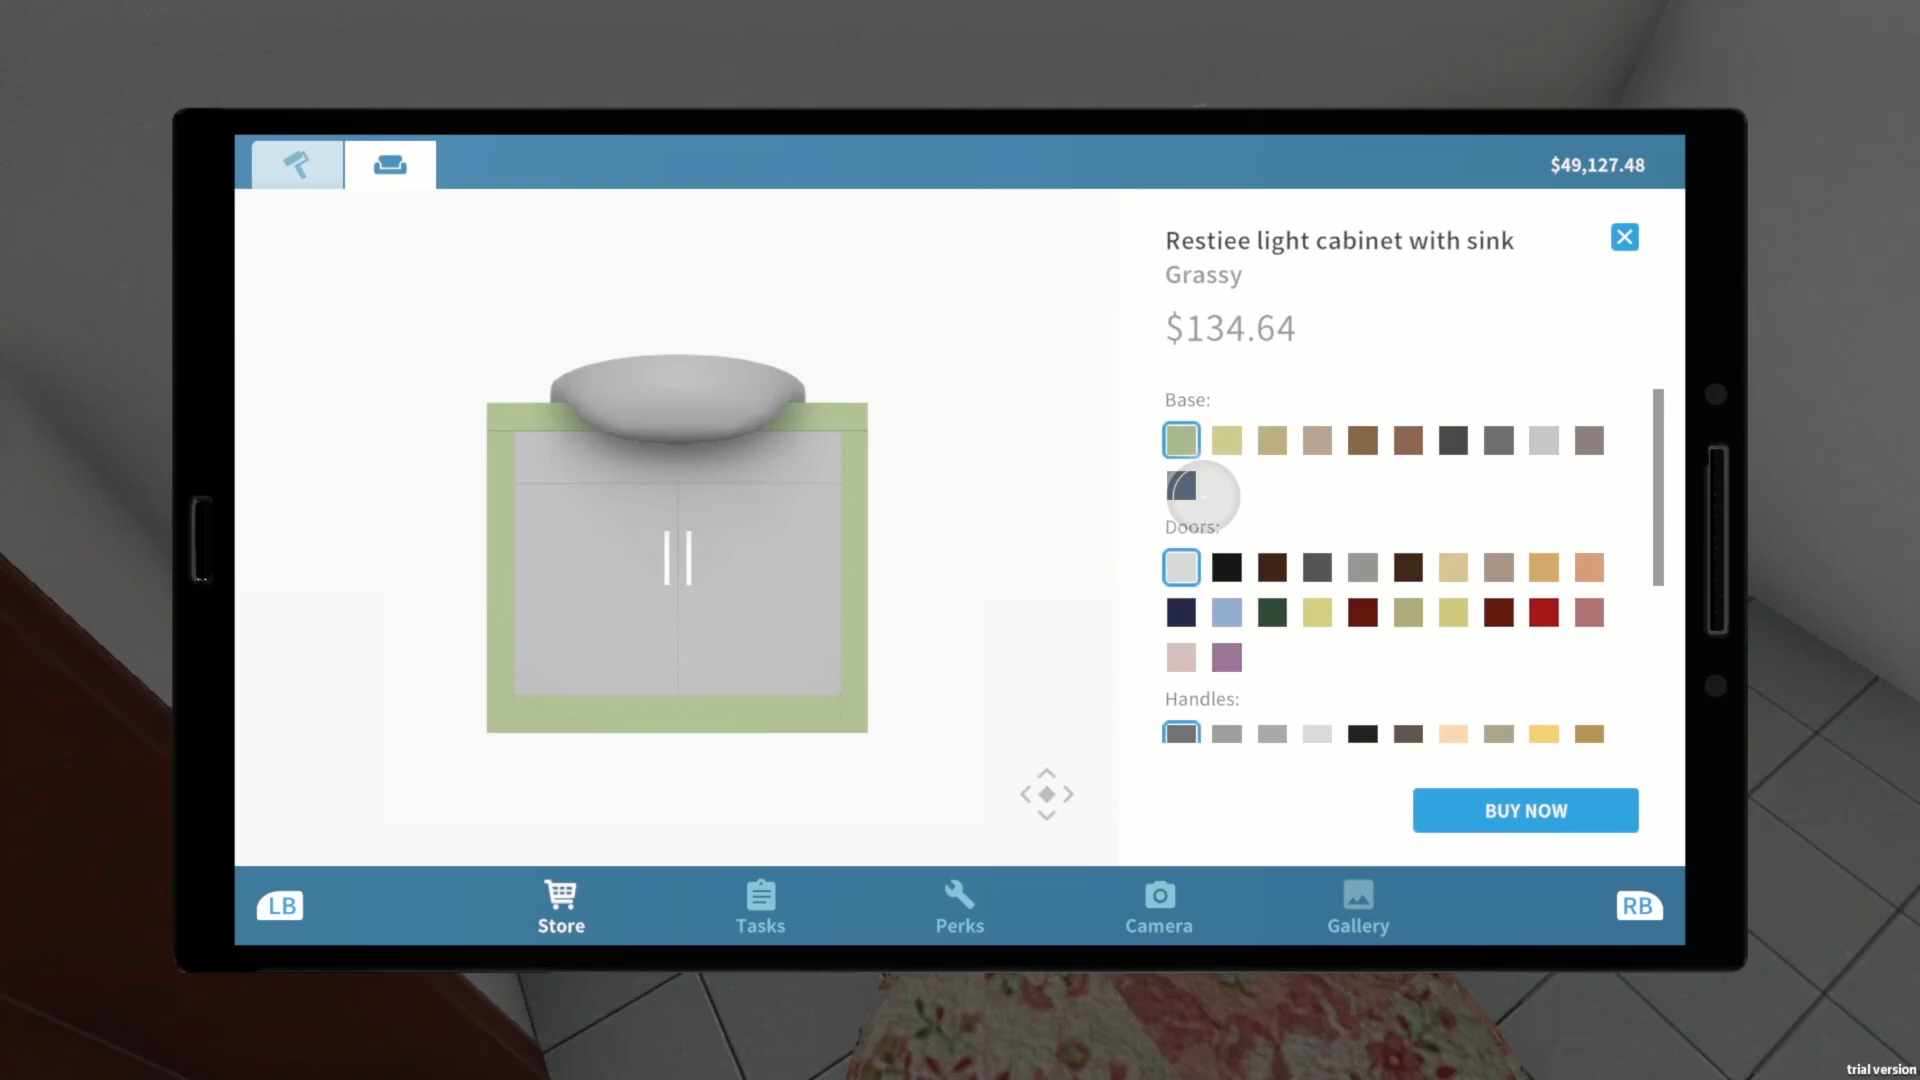 $49,127.48
Restiee light cabinet with sink
Grassy
$134.64
Base:
Doors:
Handles:
BUY NOW
LB
Store
Tasks
Perks
Camera
Gallery
RB
trial version